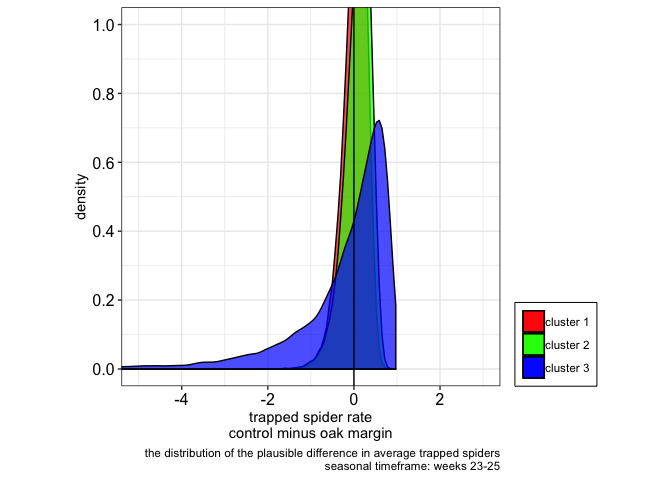 1.0
0.8
0.6
0.4
0.2
0.0
density
-4
-2
0
2
trapped spider rate
control minus oak margin
cluster 1
cluster 2
cluster 3
the distribution of the plausible difference in average trapped spiders
seasonal timeframe: weeks 23-25